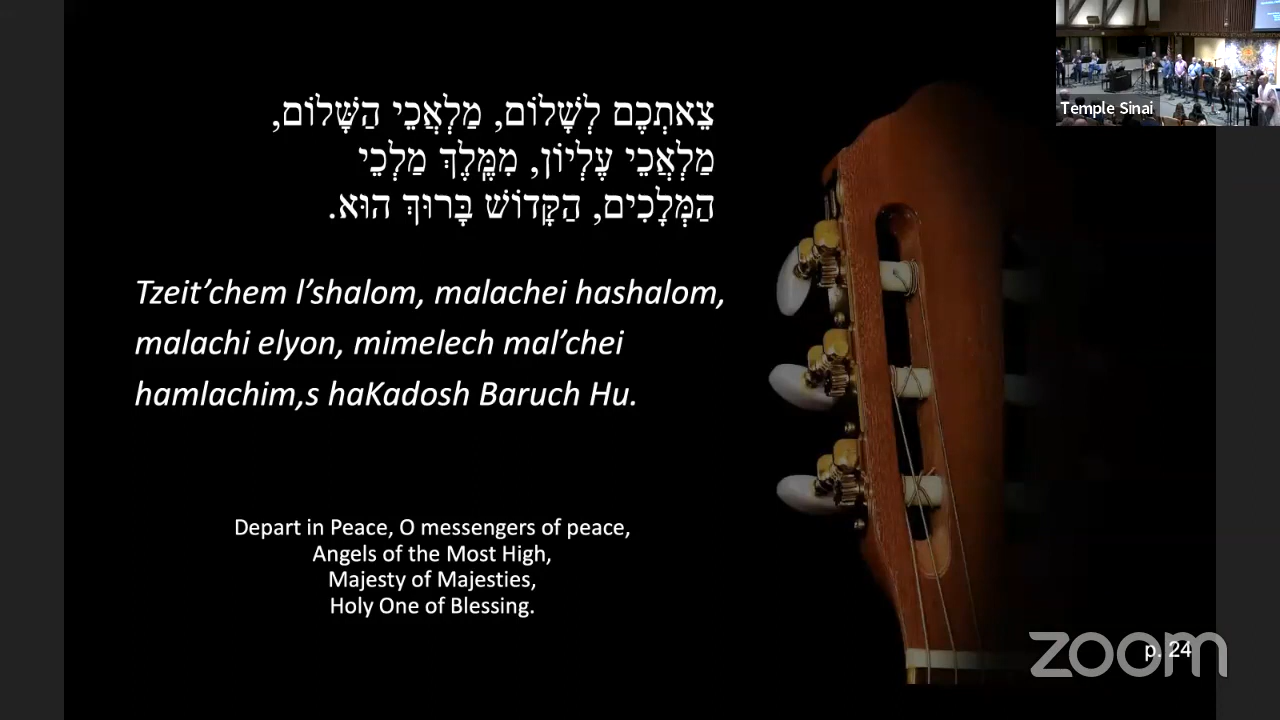 Temple Sinai
צֵאתְכֶם לְשָׁלוֹם, מַלְאֲכֵי הַשָּׁלוֹם,
מַלְאֲכֵי עֶלְיוֹן, מִמֶּלֶךְ מַלְכֵי
הַמְּלָכִים, הַקָּדוֹשׁ בָּרוּךְ הוּא.
Tzeit’chem l’shalom, malachei hashalom,
malachi elyon, mimelech mal’chei
hamlachim,s haKadosh Baruch Hu.
Depart in Peace, O messengers of peace,
Angels of the Most High,
Majesty of Majesties,
Holy One of Blessing.
p. 24
zoom